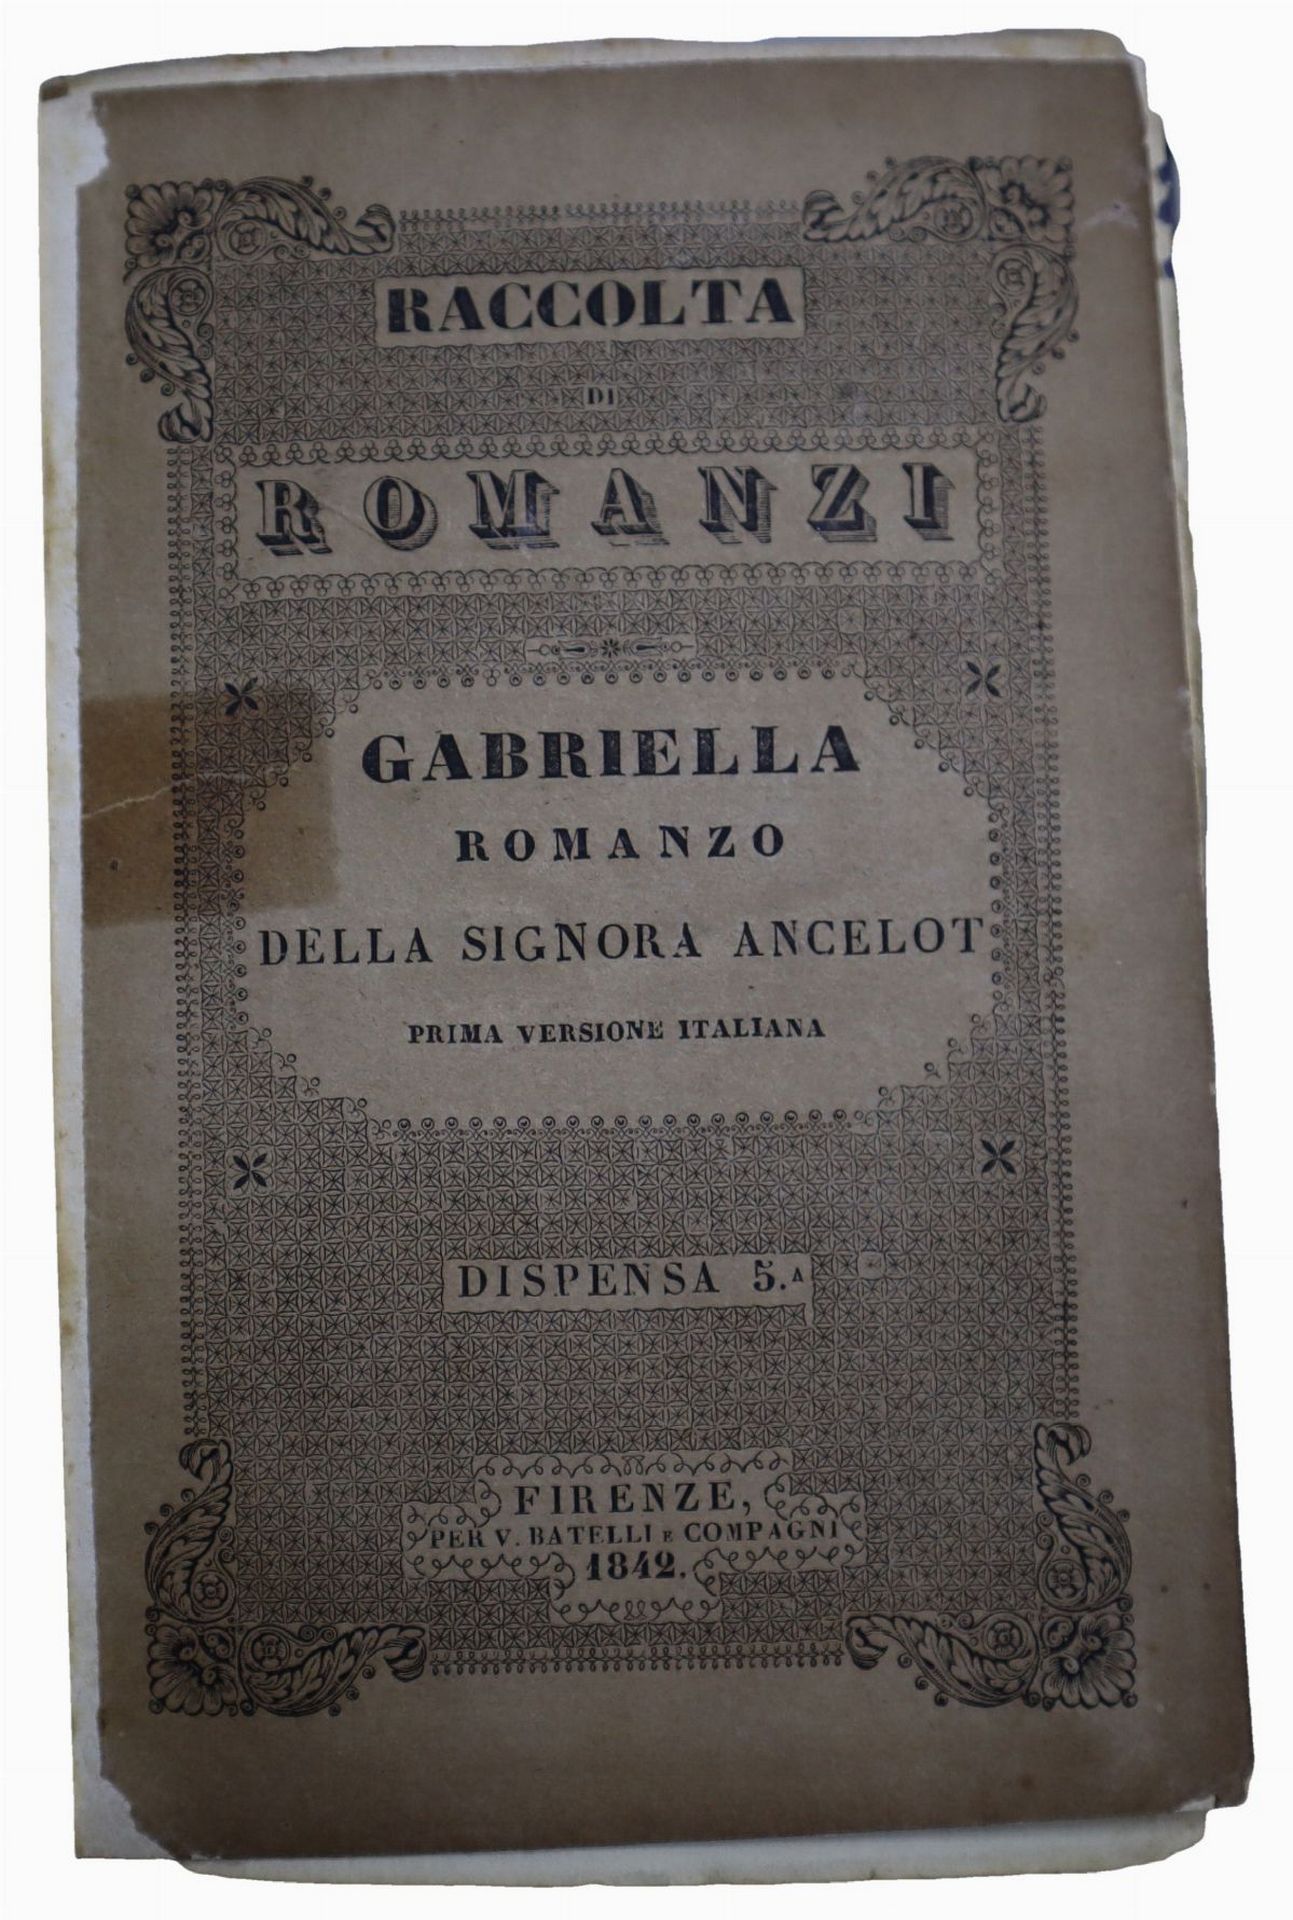 RACCOLTA
DI
ROMANZI
GABRIELLA
ROMANZO
DELLA SIGNORA ANCELOT
PRIMA VERSIONE ITALIANA
DISPENSA 5.ᴬ
FIRENZE,
PER V. BATELLI E COMPAGNI
1842.